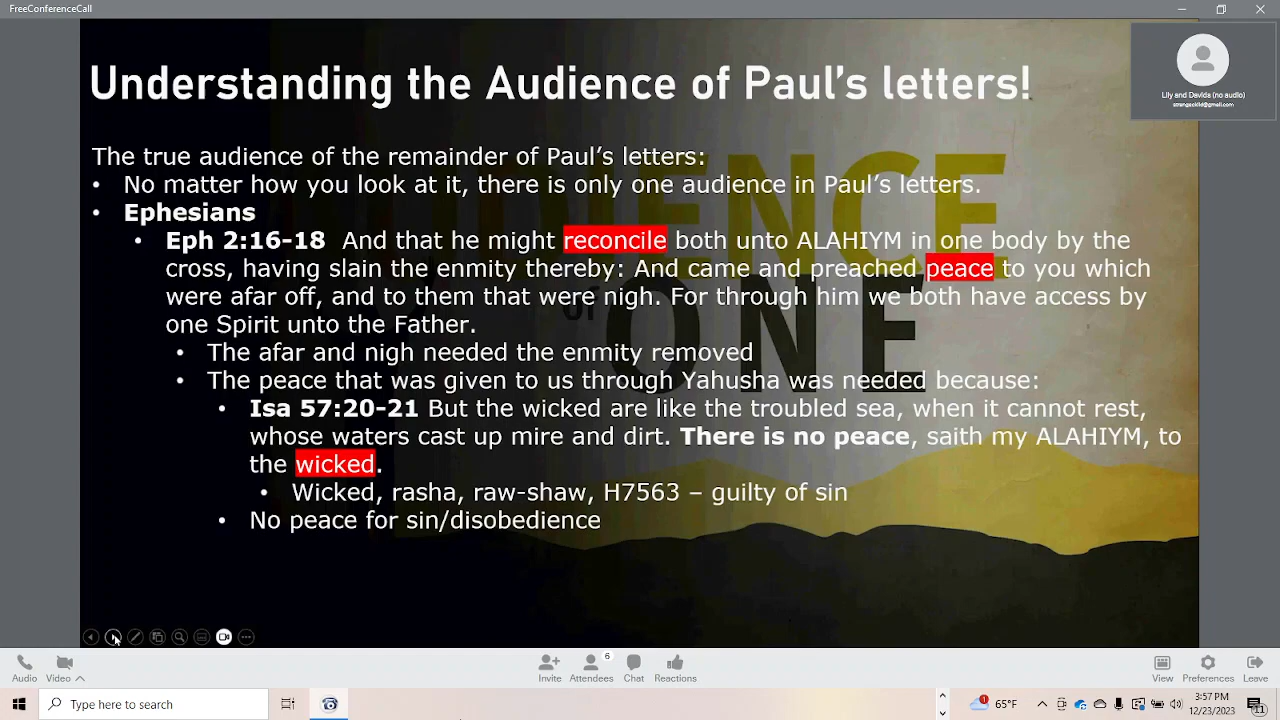 FreeConferenceCall
Understanding the Audience of Paul's letters!
Lily and Davids (no audio)
strangackild@gmail.com
The true audience of the remainder of Paul's letters:
• No matter how you look at it, there is only one audience in Paul's letters.
• Ephesians
• Eph 2:16-18 And that he might reconcile both unto ALAHIYM in one body by the
cross, having slain the enmity thereby: And came and preached peace to you which
were afar off, and to them that were nigh. For through him we both have access by
one Spirit unto the Father.
• The afar and nigh needed the enmity removed
• The peace that was given to us through Yahusha was needed because:
• Isa 57:20-21 But the wicked are like the troubled sea, when it cannot rest,
whose waters cast up mire and dirt. There is no peace, saith my ALAHIYM, to
the wicked.
• Wicked, rasha, raw-shaw, H7563 – guilty of sin
• No peace for sin/disobedience
AUDIENCE
of ONE
Audio
Video
Invite
6
Attendees
Chat
Reactions
View
Preferences
Leave
Type here to search
1
65°F
3:57 PM
12/23/2023
11